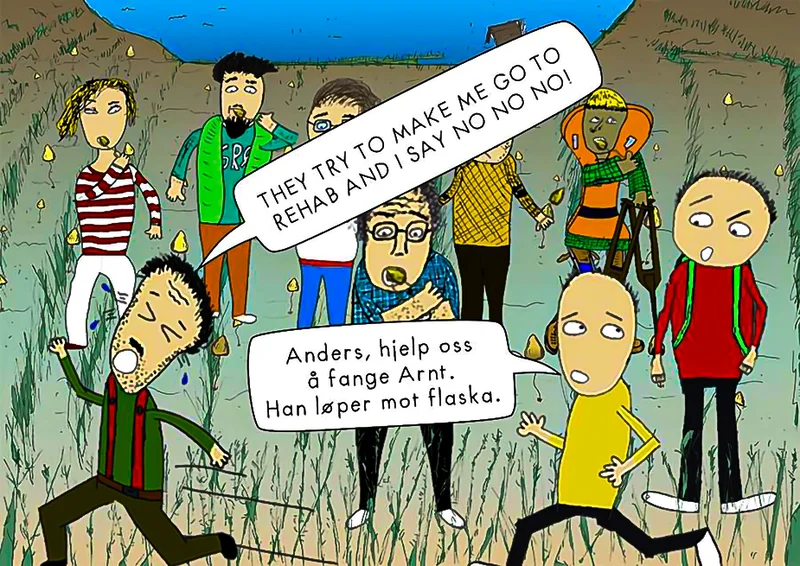 THEY TRY TO MAKE ME GO TO
REHAB AND I SAY NO NO NO!
Anders, hjelp oss
å fange Arnt.
Han løper mot flaska.